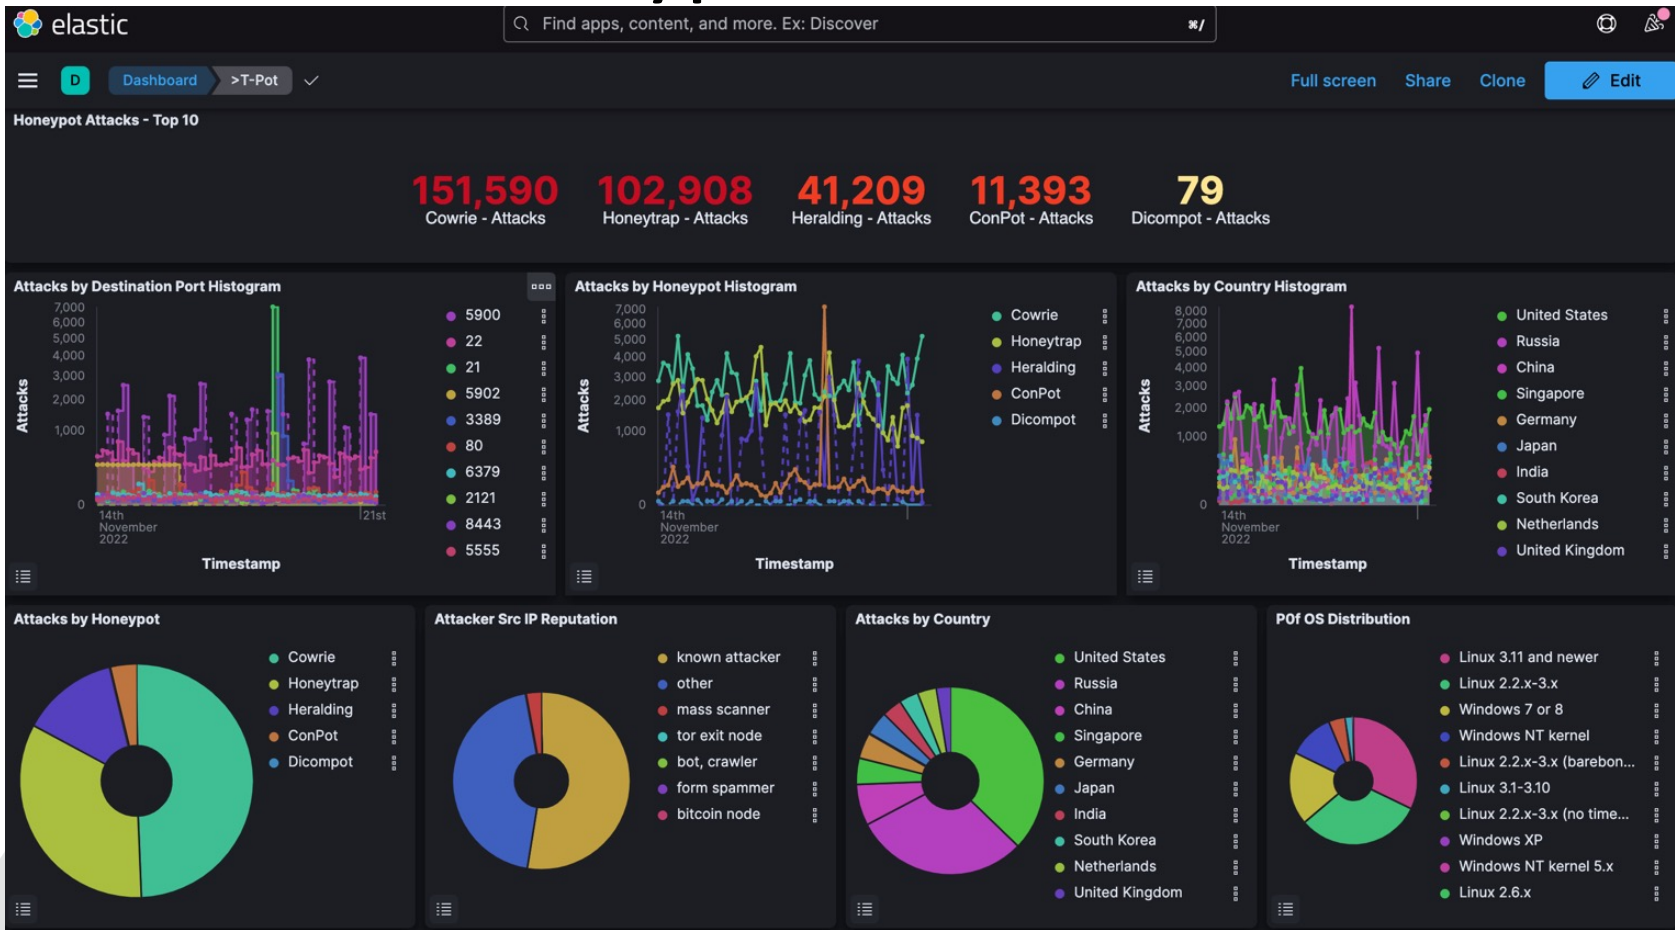 elastic
Find apps, content, and more. Ex: Discover
⌘/
D
Dashboard
>T-Pot
Full screen
Share
Clone
Edit
Honeypot Attacks - Top 10
151,590
Cowrie - Attacks
102,908
Honeytrap - Attacks
41,209
Heralding - Attacks
11,393
ConPot - Attacks
79
Dicompot - Attacks
Attacks by Destination Port Histogram
7,000
6,000
5,000
4,000
3,000
2,000
1,000
0
Attacks
14th
November
2022
21st
Timestamp
5900
22
21
5902
3389
80
6379
2121
8443
5555
Attacks by Honeypot Histogram
7,000
6,000
5,000
4,000
3,000
2,000
1,000
0
Attacks
14th
November
2022
Timestamp
Cowrie
Honeytrap
Heralding
ConPot
Dicompot
Attacks by Country Histogram
8,000
7,000
6,000
5,000
4,000
3,000
2,000
1,000
0
Attacks
14th
November
2022
Timestamp
United States
Russia
China
Singapore
Germany
Japan
India
South Korea
Netherlands
United Kingdom
Attacks by Honeypot
Cowrie
Honeytrap
Heralding
ConPot
Dicompot
Attacker Src IP Reputation
known attacker
other
mass scanner
tor exit node
bot, crawler
form spammer
bitcoin node
Attacks by Country
United States
Russia
China
Singapore
Germany
Japan
India
South Korea
Netherlands
United Kingdom
P0f OS Distribution
Linux 3.11 and newer
Linux 2.2.x-3.x
Windows 7 or 8
Windows NT kernel
Linux 2.2.x-3.x (barebon...
Linux 3.1-3.10
Linux 2.2.x-3.x (no time...
Windows XP
Windows NT kernel 5.x
Linux 2.6.x